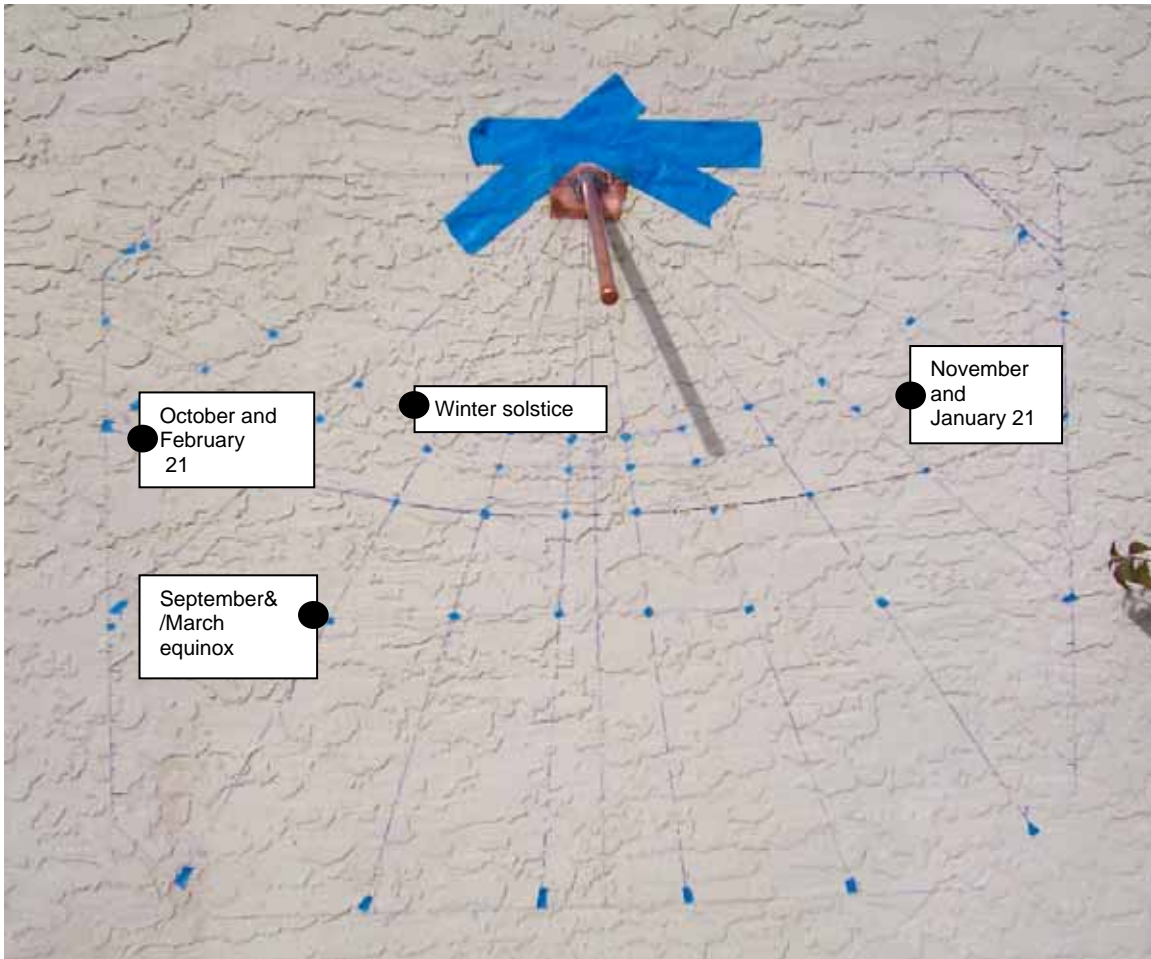 November
and
January 21
Winter solstice
October and
February
21
September&
/March
equinox